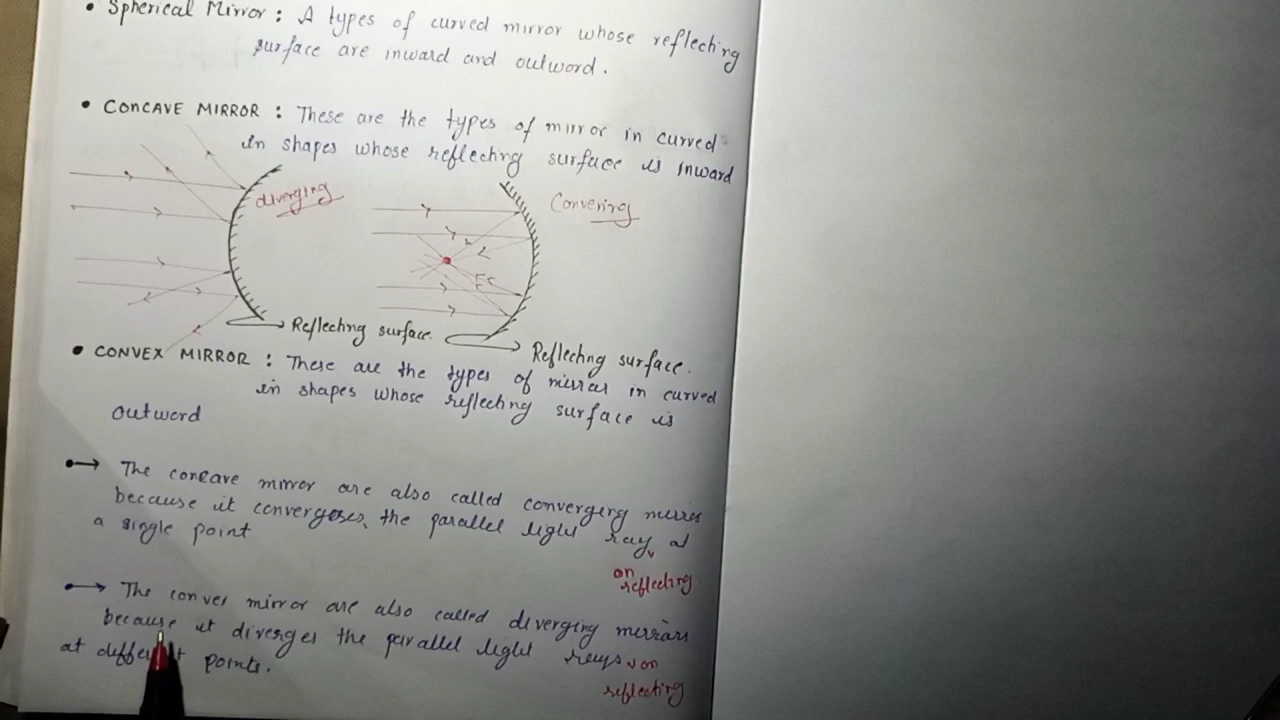 • Spherical Mirror : A types of curved mirror whose reflecting
surface are inward and outword.
• CONCAVE MIRROR : These are the types of mirror in curved
in shapes whose reflecting surface is inward
diverging
Convering
F
Reflecting surface.
Reflecting surface.
• CONVEX MIRROR : These are the types of mirror in curved
in shapes whose reflecting surface is
outword
The concave mirror are also called converging mirror
because it converges, the parallel light ray at
a single point
on
reflecting.
The convex mirror are also called diverging mirrors
because it diverges the parallel light rays on
at different points.
reflecting